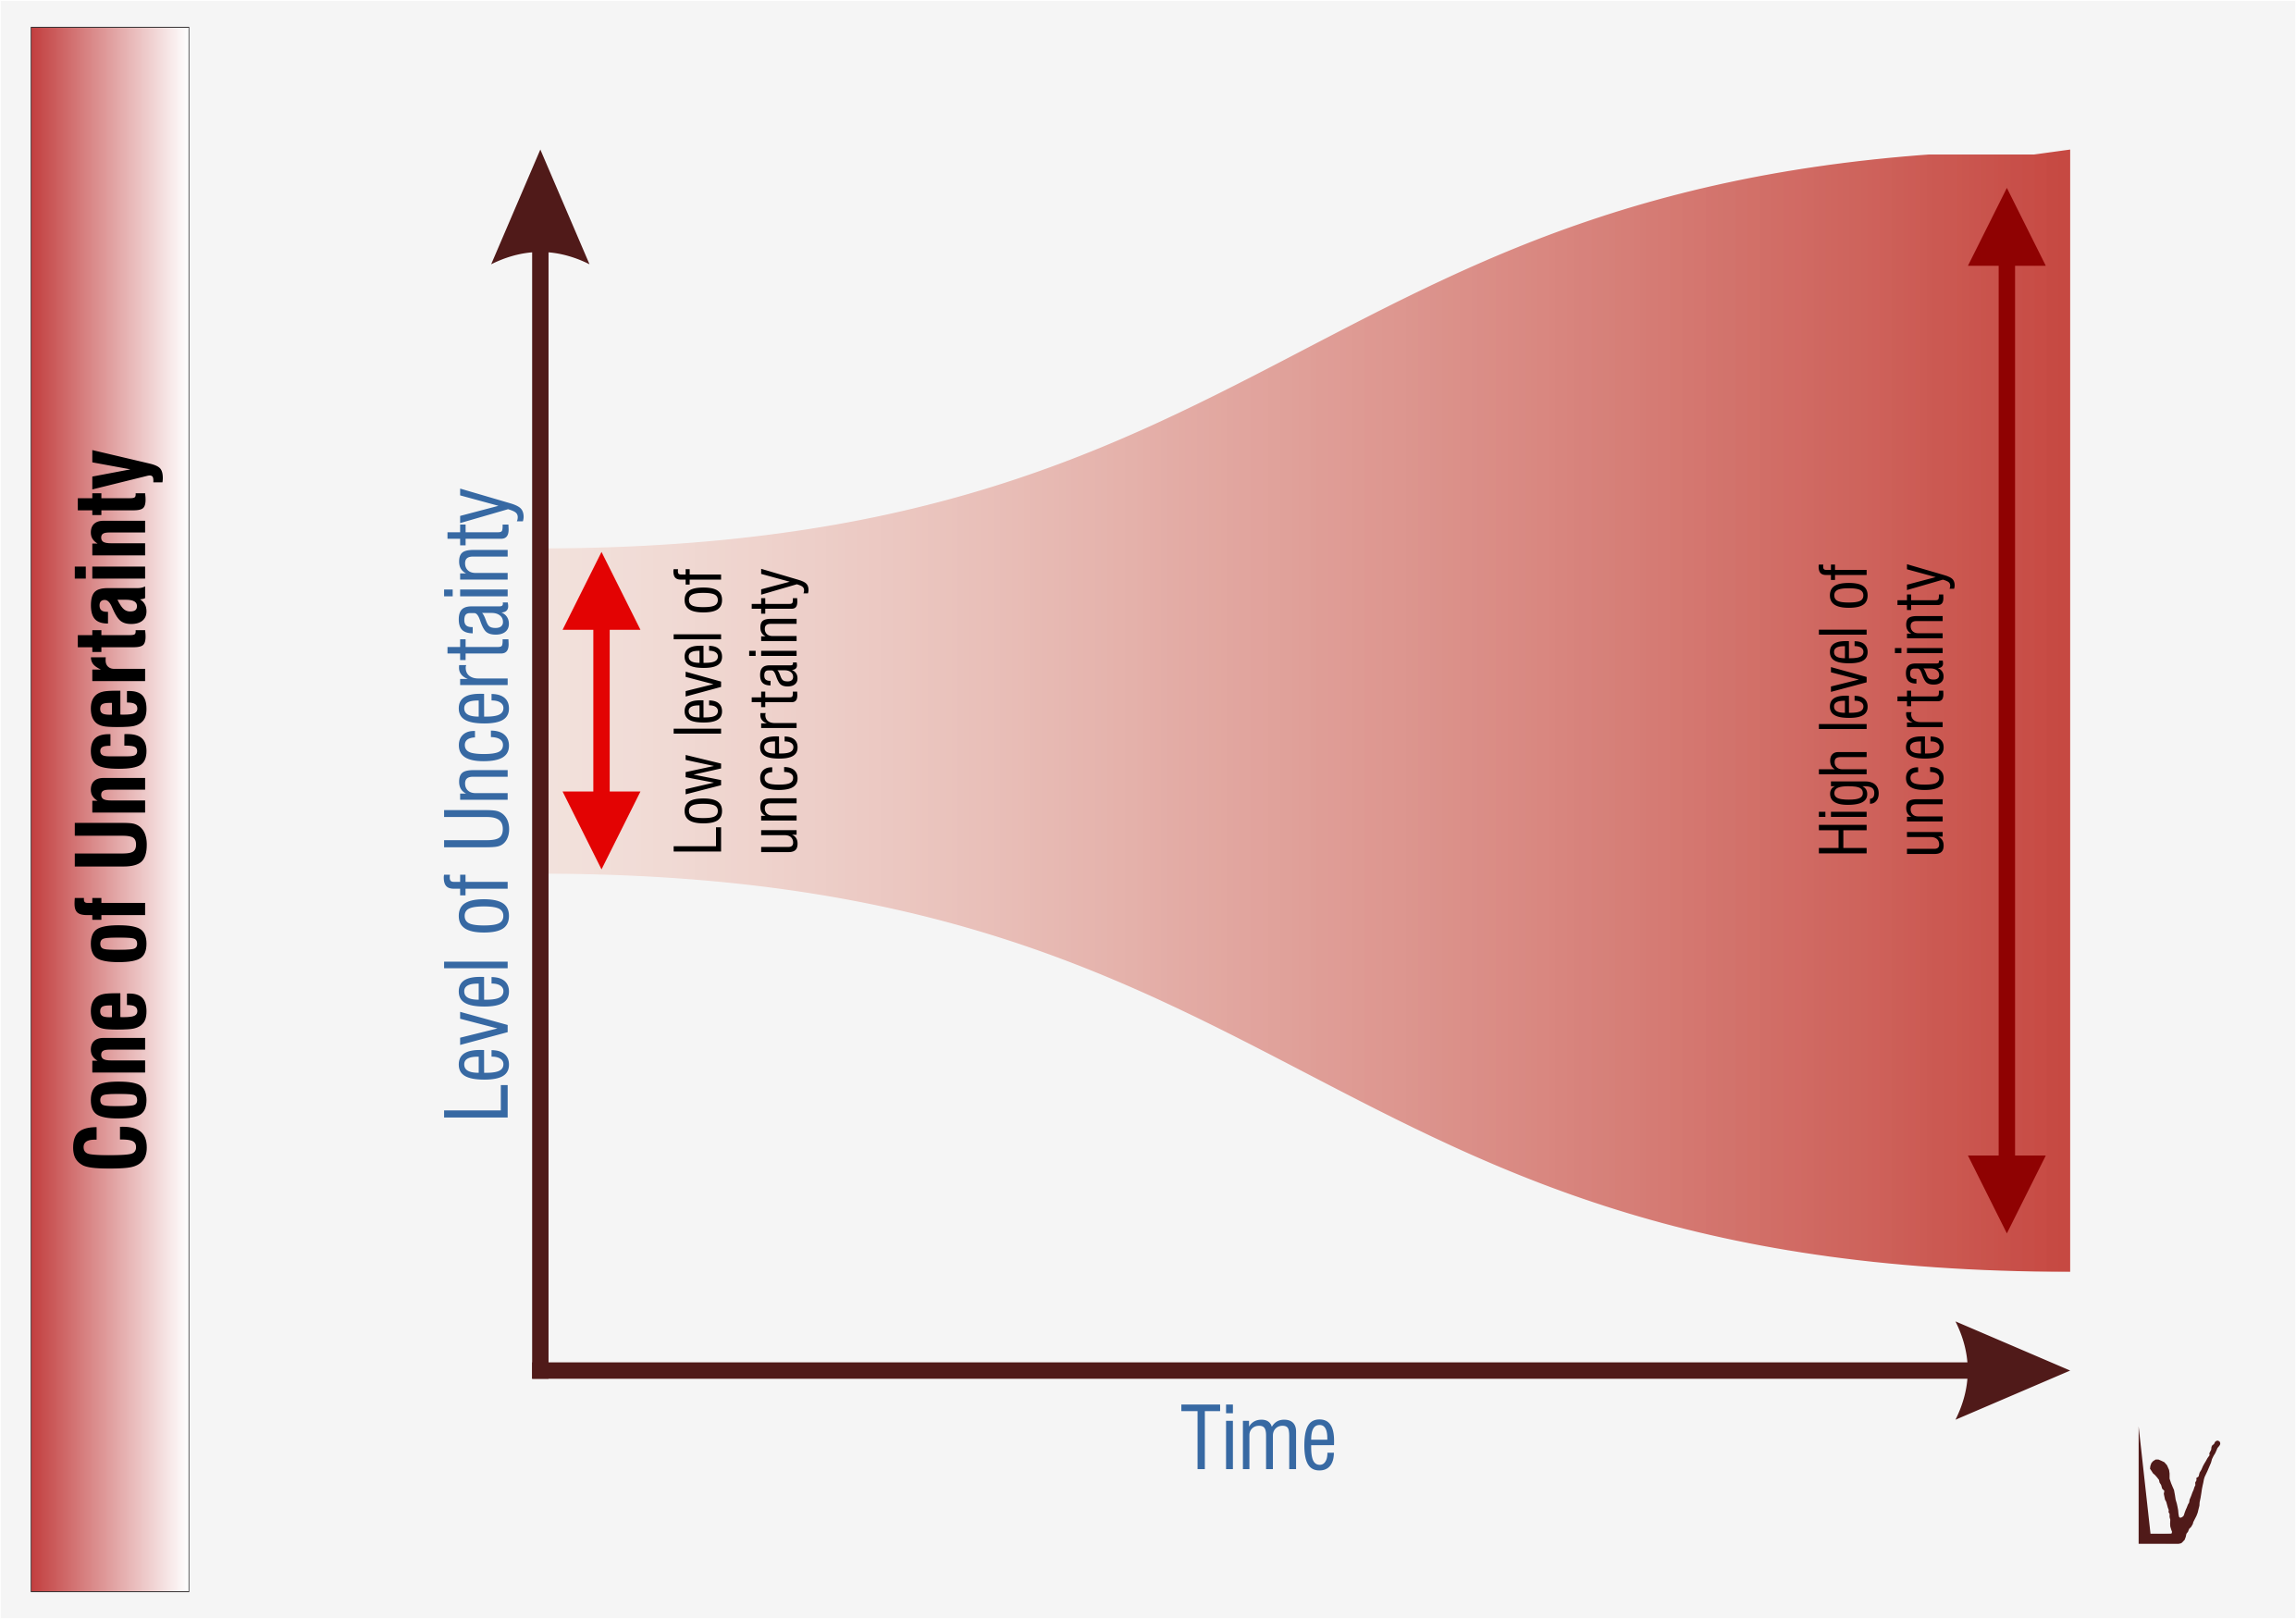 Cone of Uncertainty
Level of Uncertainty
Low level of
uncertainty
High level of
uncertainty
Time